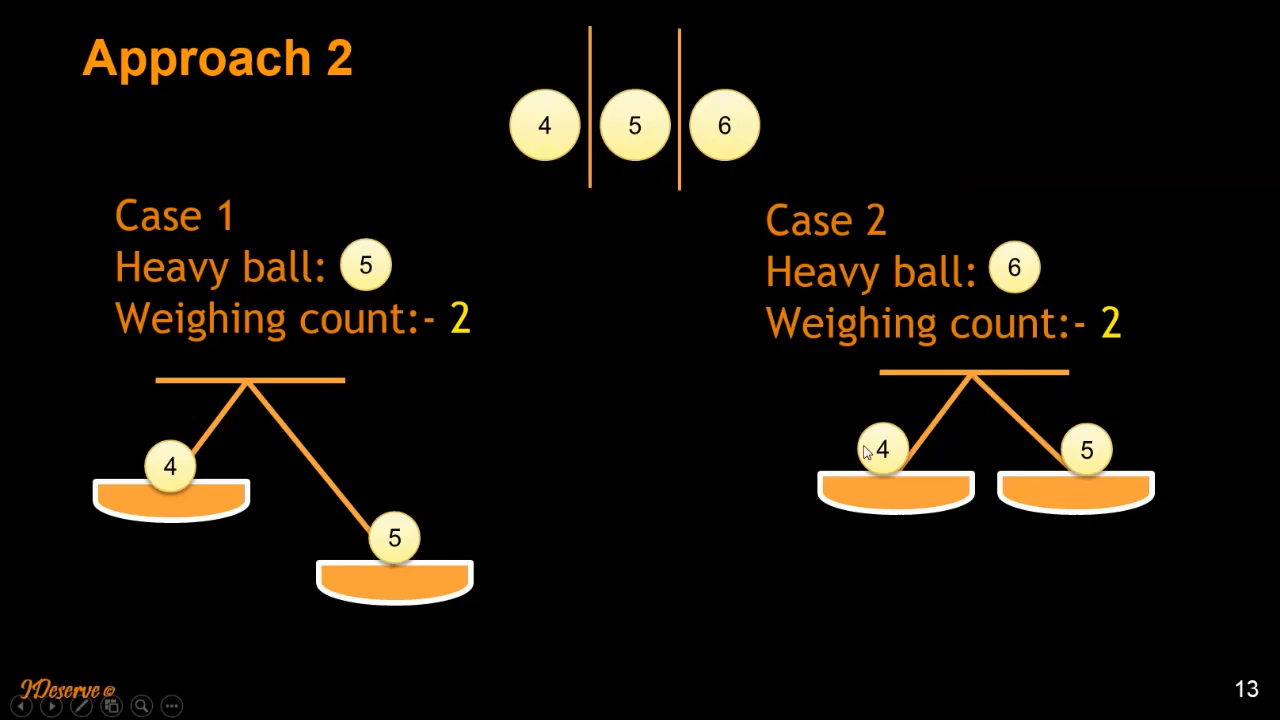 Approach 2
4 5 6
Case 1
Heavy ball: 5
Weighing count:- 2
Case 2
Heavy ball: 6
Weighing count:- 2
4
5
4
5
IDeserve ©
13